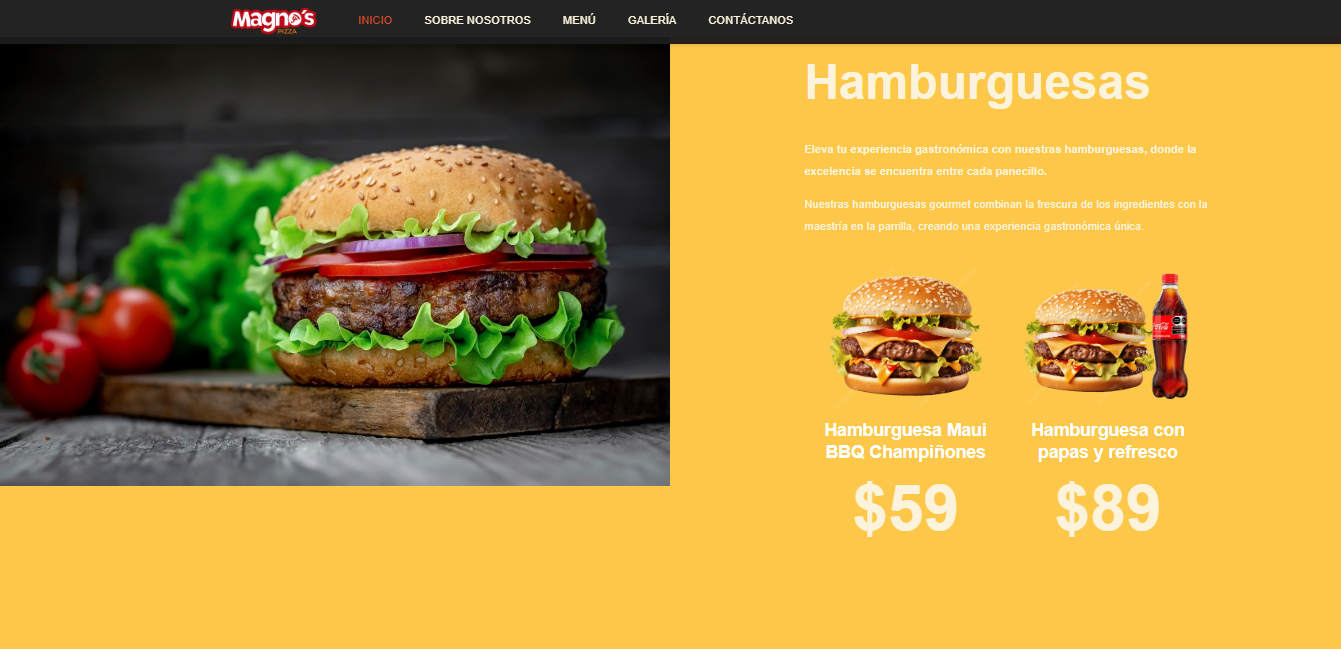 Magno's
PIZZA
INICIO
SOBRE NOSOTROS
MENÚ
GALERÍA
CONTÁCTANOS
Hamburguesas
Eleva tu experiencia gastronómica con nuestras hamburguesas, donde la
excelencia se encuentra entre cada panecillo.
Nuestras hamburguesas gourmet combinan la frescura de los ingredientes con la
maestría en la parrilla, creando una experiencia gastronómica única.
Hamburguesa Maui
BBQ Champiñones
$59
Hamburguesa con
papas y refresco
$89